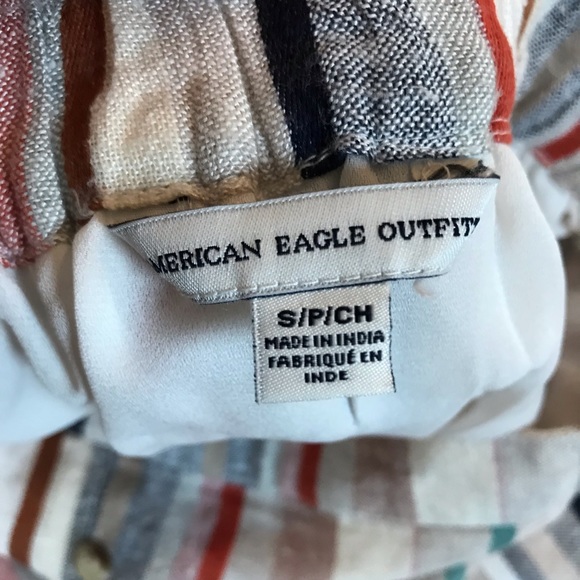 MERICAN EAGLE OUTFIT
S/P/CH
MADE IN INDIA
FABRIQUÉ EN
INDE